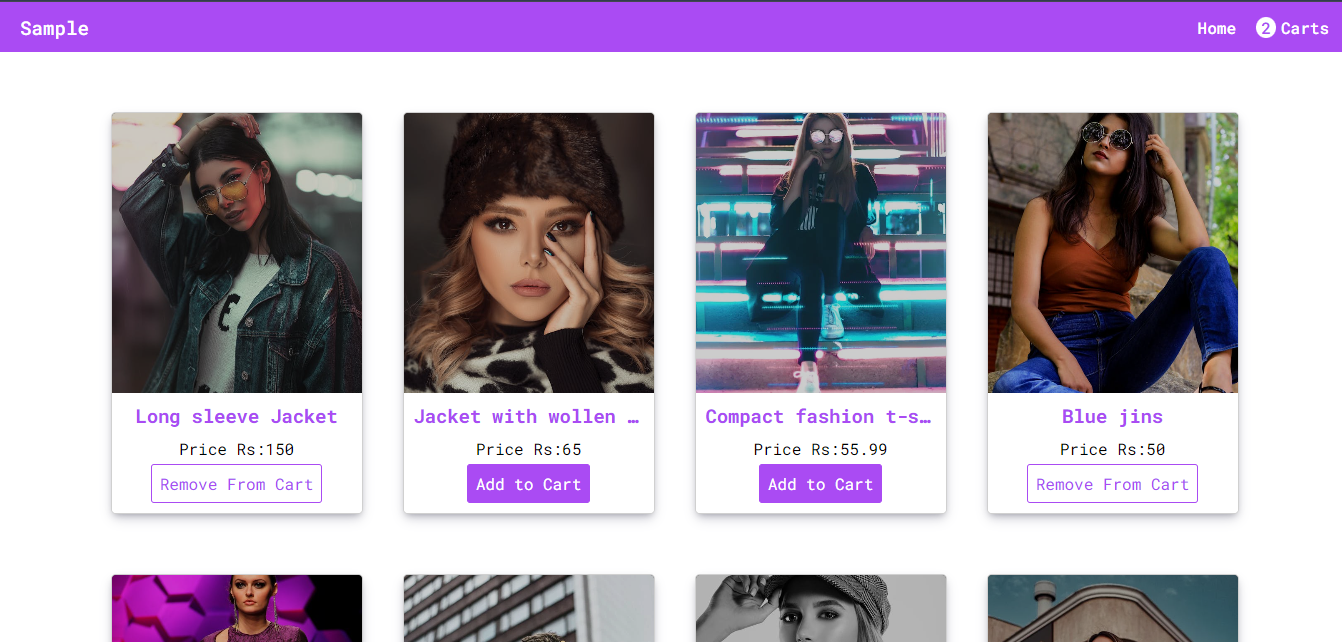 Sample
Home 2 Carts
Long sleeve Jacket
Price Rs:150
Remove From Cart
Jacket with wollen …
Price Rs:65
Add to Cart
Compact fashion t-s…
Price Rs:55.99
Add to Cart
Blue jins
Price Rs:50
Remove From Cart